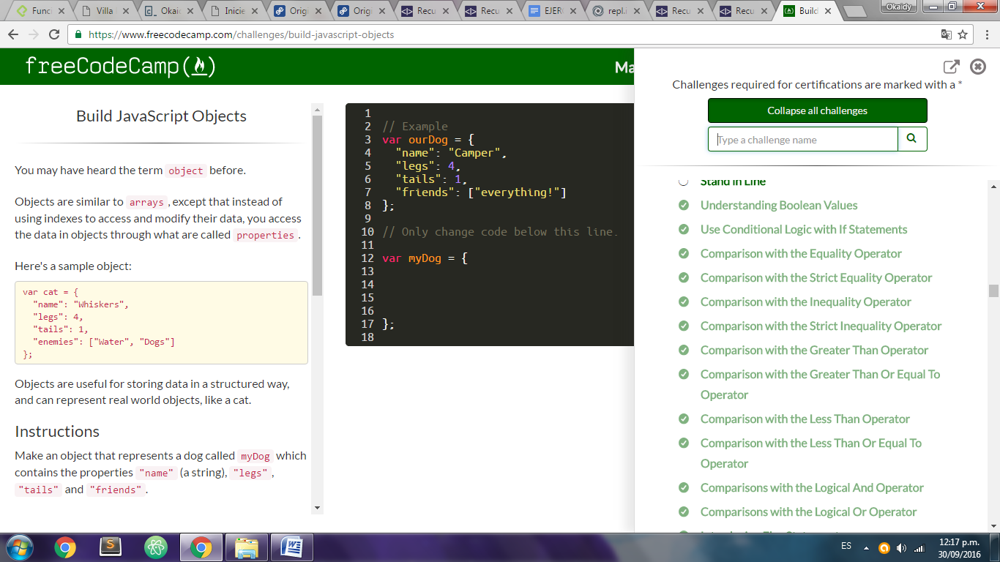 Funci
Villa
Okaic
Inicie
Origi
Origi
Recu
Recu
EJER
repl.i
Recu
Recu
Build
Okaidy
https://www.freecodecamp.com/challenges/build-javascript-objects
freeCodeCamp
Ma
Build JavaScript Objects
You may have heard the term object before.
Objects are similar to arrays, except that instead of
using indexes to access and modify their data, you access
the data in objects through what are called properties.
Here's a sample object:
var cat = {
"name": "Whiskers",
"legs": 4,
"tails": 1,
"enemies": ["Water", "Dogs"]
};
Objects are useful for storing data in a structured way,
and can represent real world objects, like a cat.
Instructions
Make an object that represents a dog called myDog which
contains the properties "name" (a string), "legs",
"tails" and "friends".
1
2 // Example
3 var ourDog = {
4 "name": "Camper",
5 "legs": 4,
6 "tails": 1,
7 "friends": ["everything!"]
8 };
9
10 // Only change code below this line.
11
12 var myDog = {
13
14
15
16
17 };
18
Challenges required for certifications are marked with a *
Collapse all challenges
Type a challenge name
Stand in Line
Understanding Boolean Values
Use Conditional Logic with If Statements
Comparison with the Equality Operator
Comparison with the Strict Equality Operator
Comparison with the Inequality Operator
Comparison with the Strict Inequality Operator
Comparison with the Greater Than Operator
Comparison with the Greater Than Or Equal To
Operator
Comparison with the Less Than Operator
Comparison with the Less Than Or Equal To
Operator
Comparisons with the Logical And Operator
Comparisons with the Logical Or Operator
ES
12:17 p.m.
30/09/2016